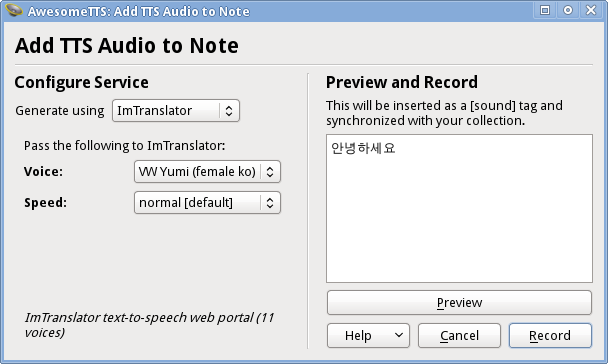 AwesomeTTS: Add TTS Audio to Note
Add TTS Audio to Note
Configure Service
Generate using ImTranslator
Pass the following to ImTranslator:
Voice: VW Yumi (female ko)
Speed: normal [default]
ImTranslator text-to-speech web portal (11
voices)
Preview and Record
This will be inserted as a [sound] tag and
synchronized with your collection.
안녕하세요
Preview
Help Cancel Record